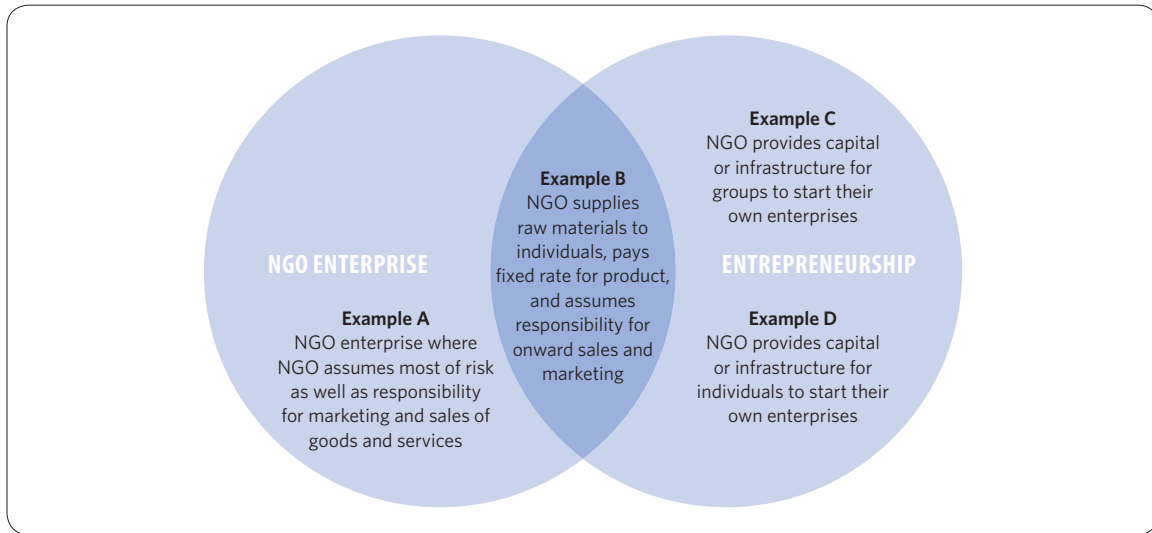 NGO ENTERPRISE
Example A
NGO enterprise where
NGO assumes most of risk
as well as responsibility
for marketing and sales of
goods and services
Example B
NGO supplies
raw materials to
individuals, pays
fixed rate for product,
and assumes
responsibility for
onward sales and
marketing
Example C
NGO provides capital
or infrastructure for
groups to start their
own enterprises
ENTREPRENEURSHIP
Example D
NGO provides capital
or infrastructure for
individuals to start their
own enterprises